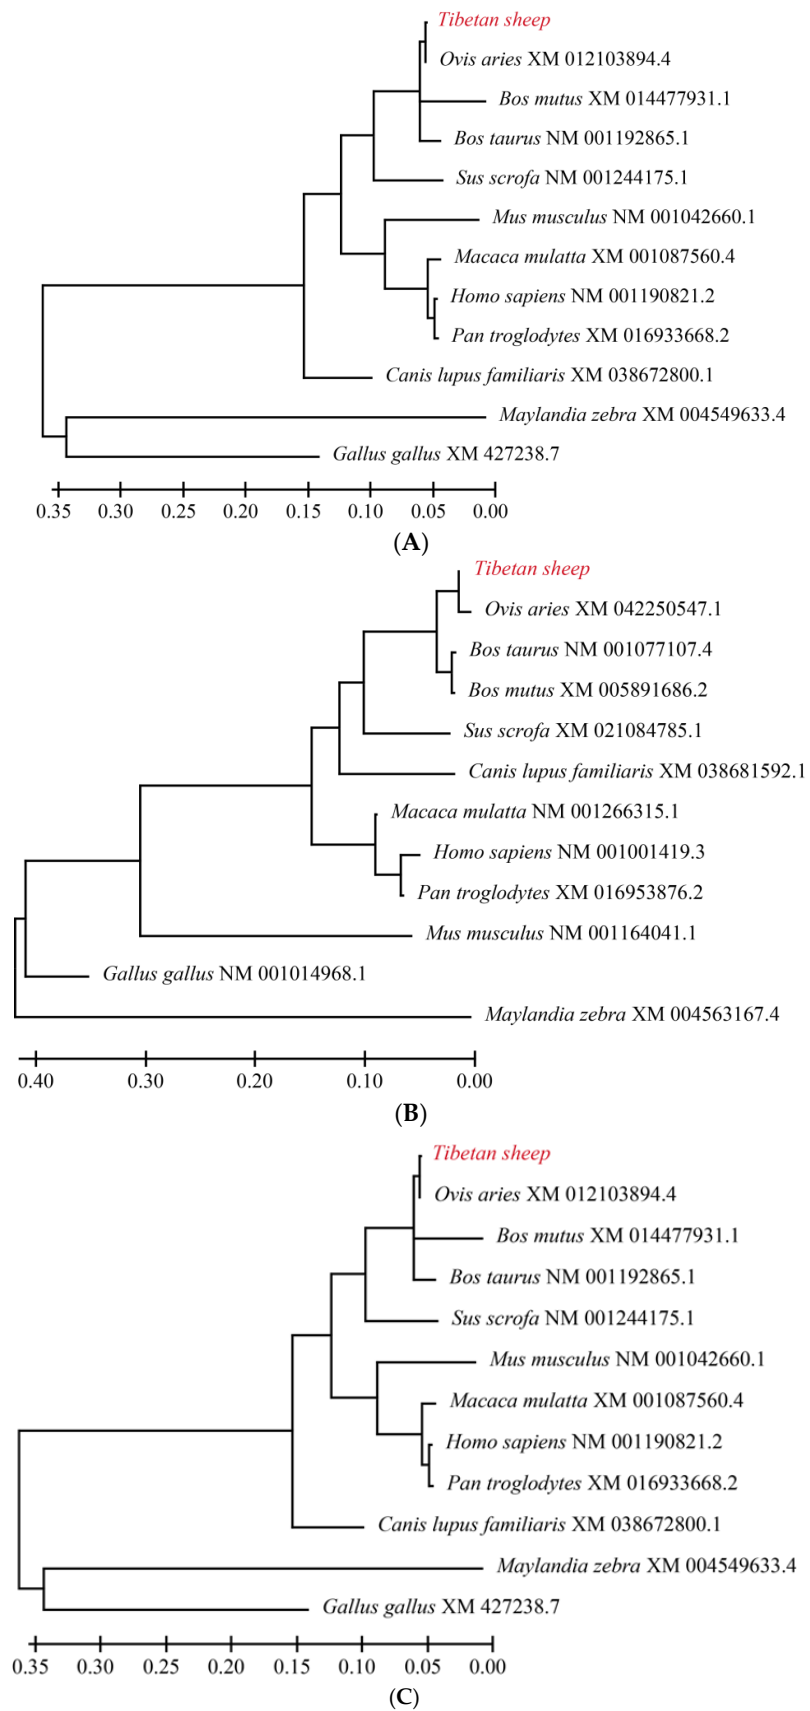 Tibetan sheep
Ovis aries XM 012103894.4
Bos mutus XM 014477931.1
Bos taurus NM 001192865.1
Sus scrofa NM 001244175.1
Mus musculus NM 001042660.1
Macaca mulatta XM 001087560.4
Homo sapiens NM 001190821.2
Pan troglodytes XM 016933668.2
Canis lupus familiaris XM 038672800.1
Maylandia zebra XM 004549633.4
Gallus gallus XM 427238.7
0.35 0.30 0.25 0.20 0.15 0.10 0.05 0.00
(A)
Tibetan sheep
Ovis aries XM 042250547.1
Bos taurus NM 001077107.4
Bos mutus XM 005891686.2
Sus scrofa XM 021084785.1
Canis lupus familiaris XM 038681592.1
Macaca mulatta NM 001266315.1
Homo sapiens NM 001001419.3
Pan troglodytes XM 016953876.2
Mus musculus NM 001164041.1
Gallus gallus NM 001014968.1
Maylandia zebra XM 004563167.4
0.40 0.30 0.20 0.10 0.00
(B)
Tibetan sheep
Ovis aries XM 012103894.4
Bos mutus XM 014477931.1
Bos taurus NM 001192865.1
Sus scrofa NM 001244175.1
Mus musculus NM 001042660.1
Macaca mulatta XM 001087560.4
Homo sapiens NM 001190821.2
Pan troglodytes XM 016933668.2
Canis lupus familiaris XM 038672800.1
Maylandia zebra XM 004549633.4
Gallus gallus XM 427238.7
0.35 0.30 0.25 0.20 0.15 0.10 0.05 0.00
(C)